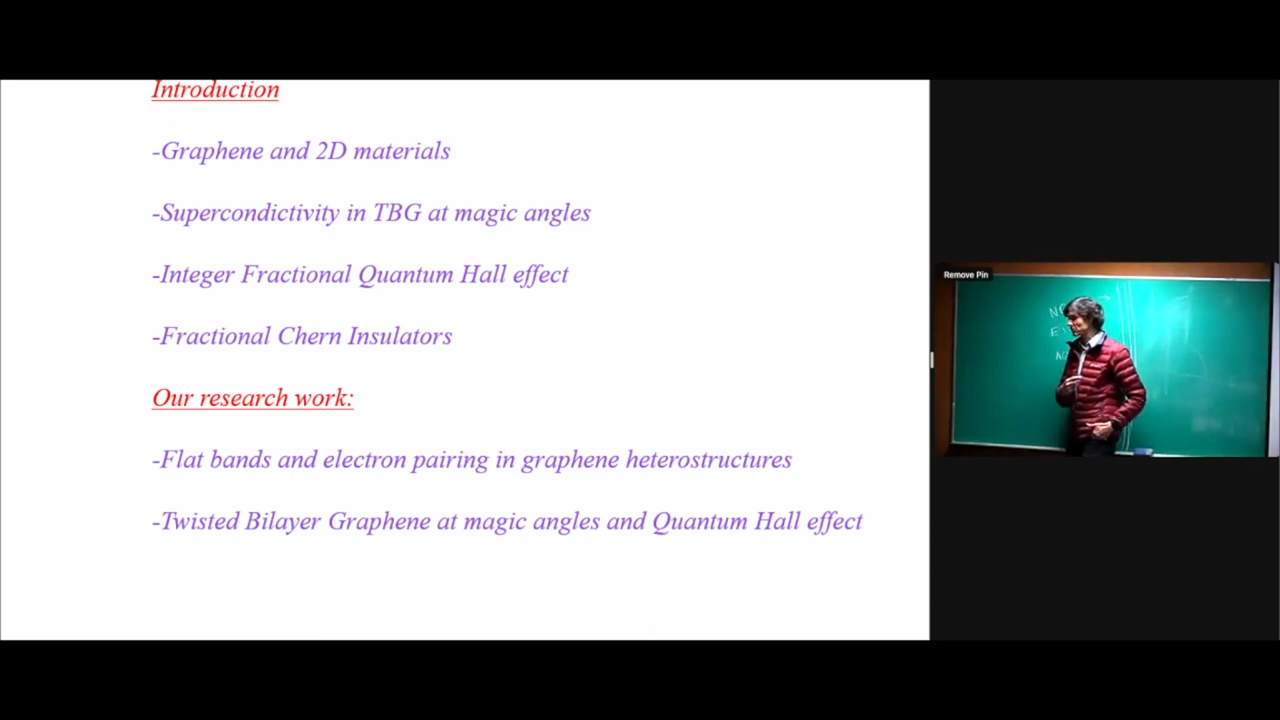 Introduction
-Graphene and 2D materials
-Supercondictivity in TBG at magic angles
-Integer Fractional Quantum Hall effect
-Fractional Chern Insulators
Our research work:
-Flat bands and electron pairing in graphene heterostructures
-Twisted Bilayer Graphene at magic angles and Quantum Hall effect
Remove Pin